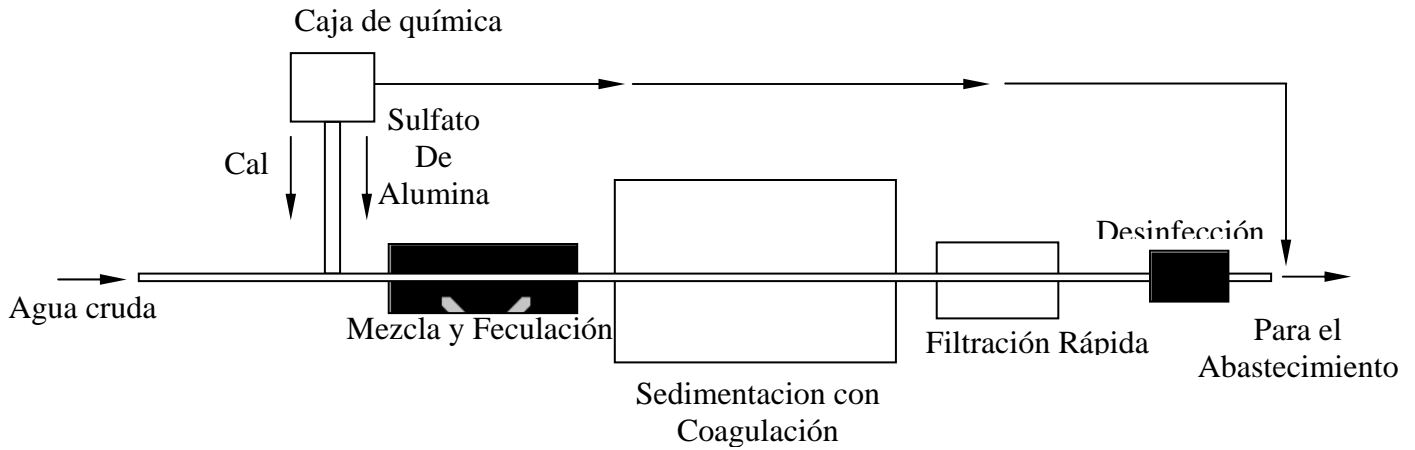 Caja de química
Sulfato
De
Alumina
Cal
Desinfección
Agua cruda
Mezcla y Feculación
Filtración Rápida
Para el
Abastecimiento
Sedimentacion con
Coagulación